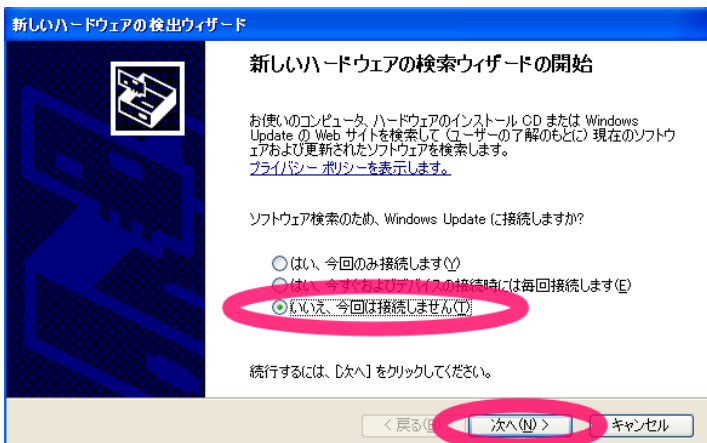 新しいハードウェアの検出ウィザード
新しいハードウェアの検索ウィザードの開始
お使いのコンピュータ、ハードウェアのインストール CD または Windows
Update の Web サイトを検索して (ユーザーの了解のもとに) 現在のソフトウ
ェアおよび更新されたソフトウェアを検索します。
プライバシー ポリシーを表示します。
ソフトウェア検索のため、Windows Update に接続しますか?
はい、今回のみ接続します(Y)
はい、今すぐおよびデバイスの接続時には毎回接続します(E)
いいえ、今回は接続しません(T)
続行するには、[次へ] をクリックしてください。
< 戻る(B) 次へ(N) > キャンセル